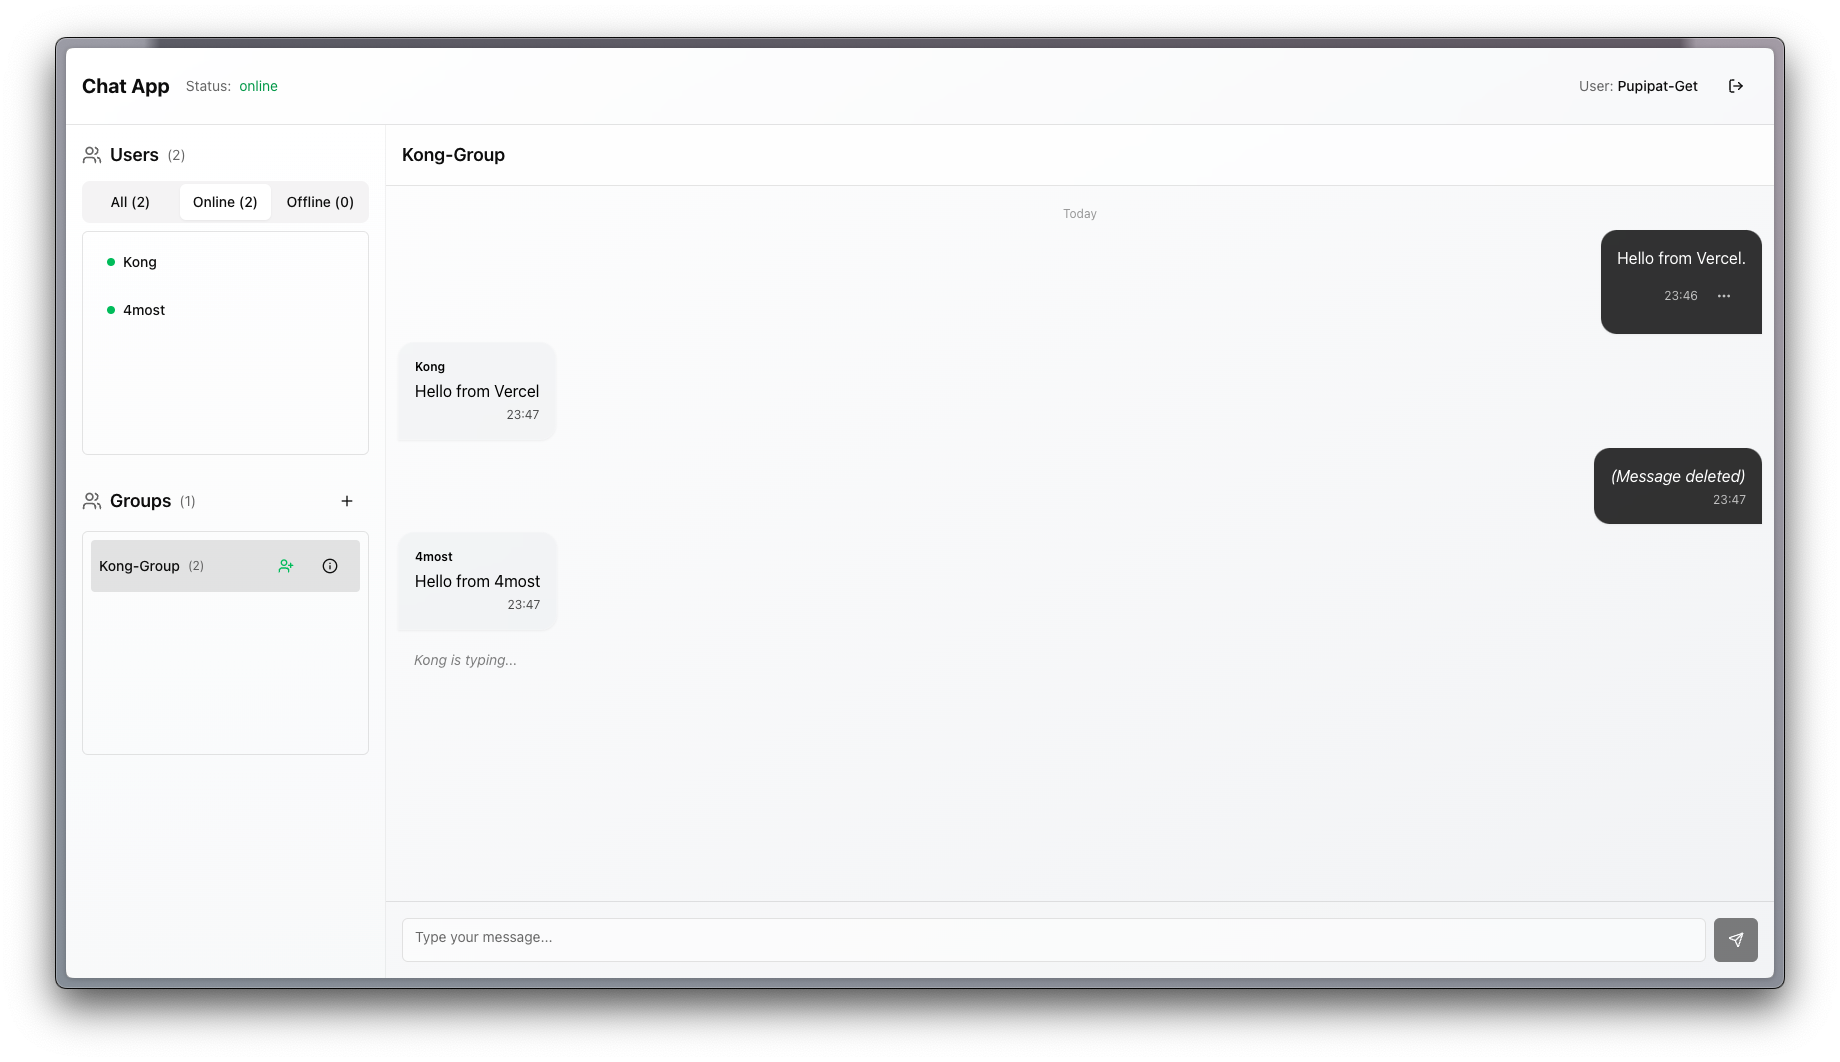 Chat App Status: online
User: Pupipat-Get
Users (2)
All (2) Online (2) Offline (0)
Kong
4most
Groups (1)
Kong-Group (2)
Kong-Group
Today
Hello from Vercel.
23:46
Kong
Hello from Vercel
23:47
(Message deleted)
23:47
4most
Hello from 4most
23:47
Kong is typing...
Type your message...